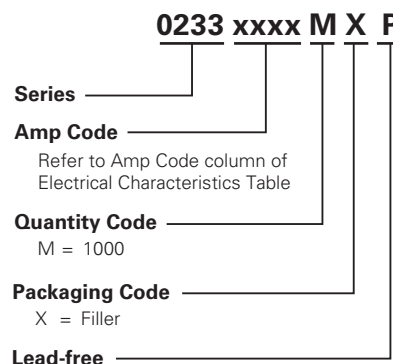 0233 xxxx M X P
Series
Amp Code
Refer to Amp Code column of
Electrical Characteristics Table
Quantity Code
M = 1000
Packaging Code
X = Filler
Lead-free